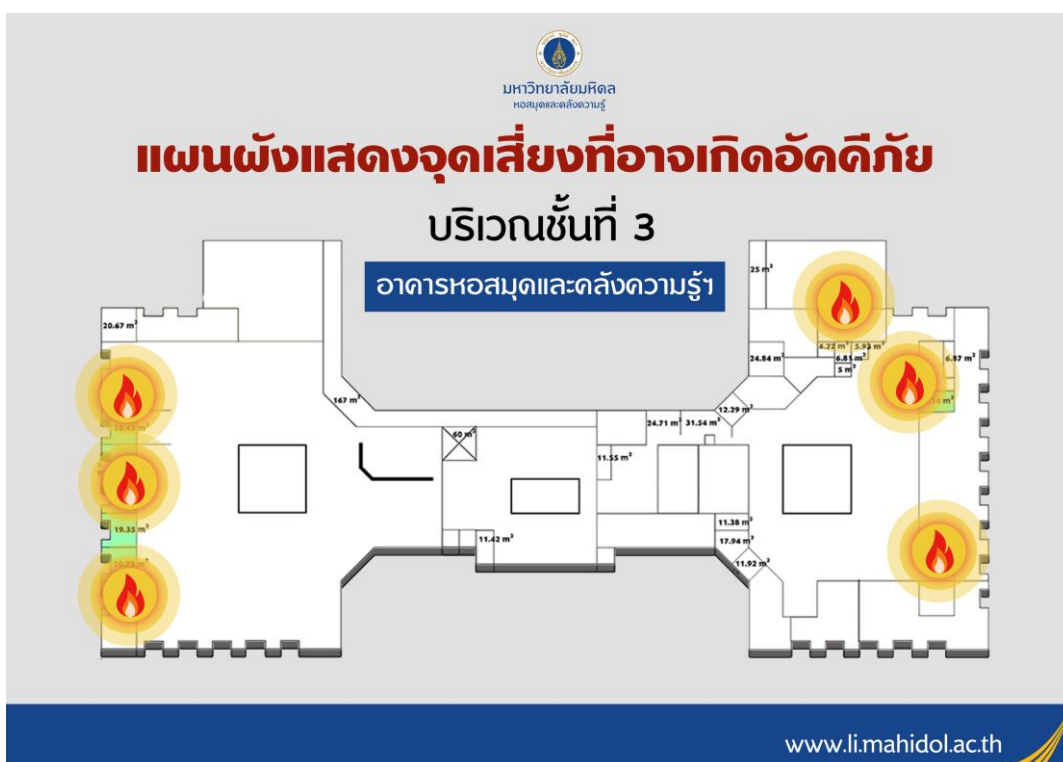 มหาวิทยาลัยมหิดล
หอสมุดและคลังความรู้
แผนผังแสดงจุดเสี่ยงที่อาจเกิดอัคคีภัย
บริเวณชั้นที่ 3
อาคารหอสมุดและคลังความรู้ฯ
25 m²
20.67 m²
4.22 m² 5.93 m²
24.84 m² 6.81 m² 6.87 m²
5 m²
167 m²
12.29 m²
24.71 m² 31.54 m²
60 m²
11.55 m²
19.35 m²
11.38 m²
11.42 m²
17.94 m²
11.92 m²
www.li.mahidol.ac.th